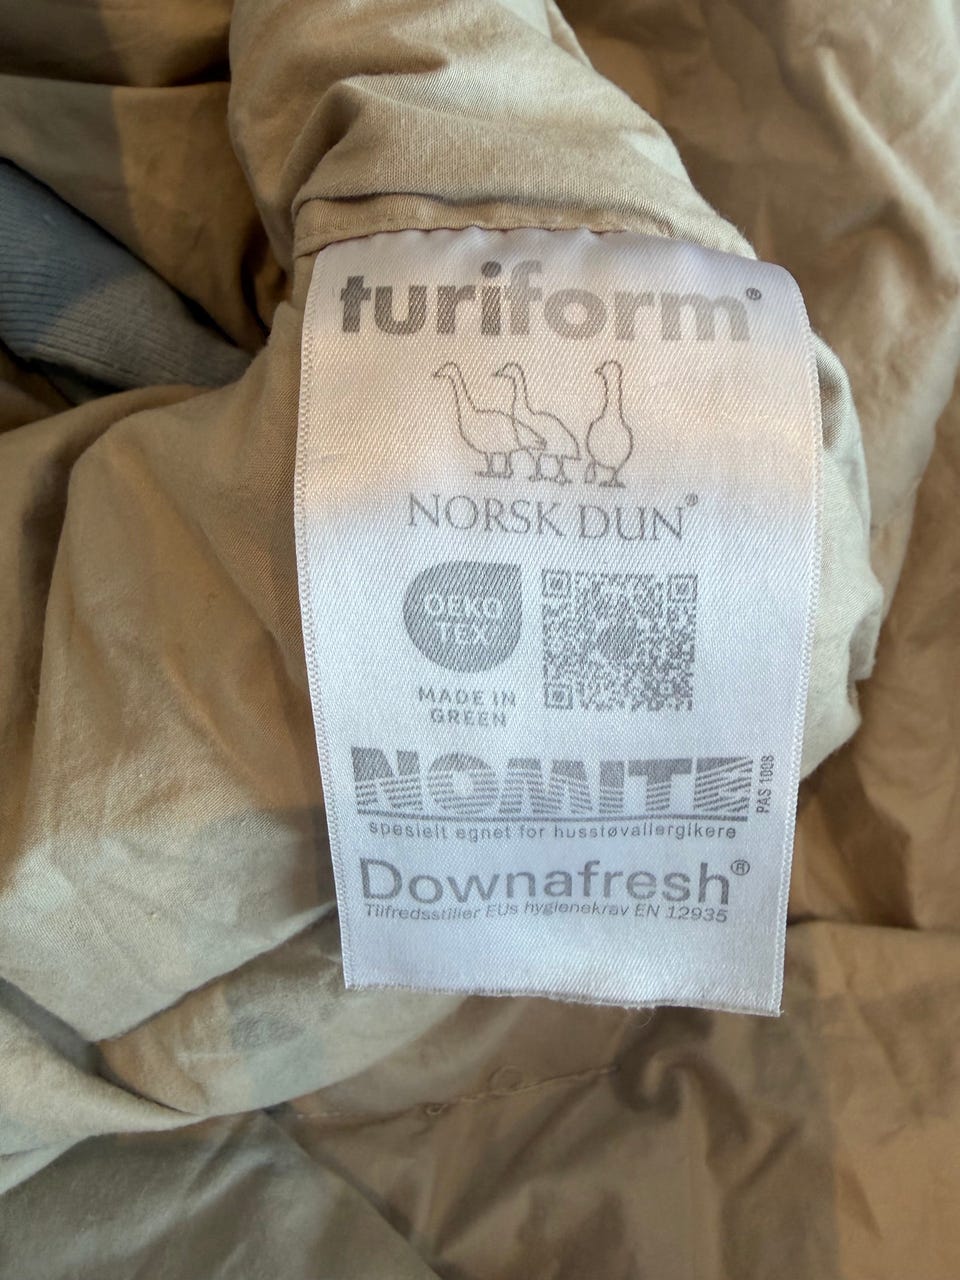 turiform®
NORSK DUN®
OEKO
TEX®
MADE IN
GREEN
NOMITE
PAS 1008
spesielt egnet for husstøvallergikere
Downafresh®
Tilfredsstiller EUs hygienekrav EN 12935